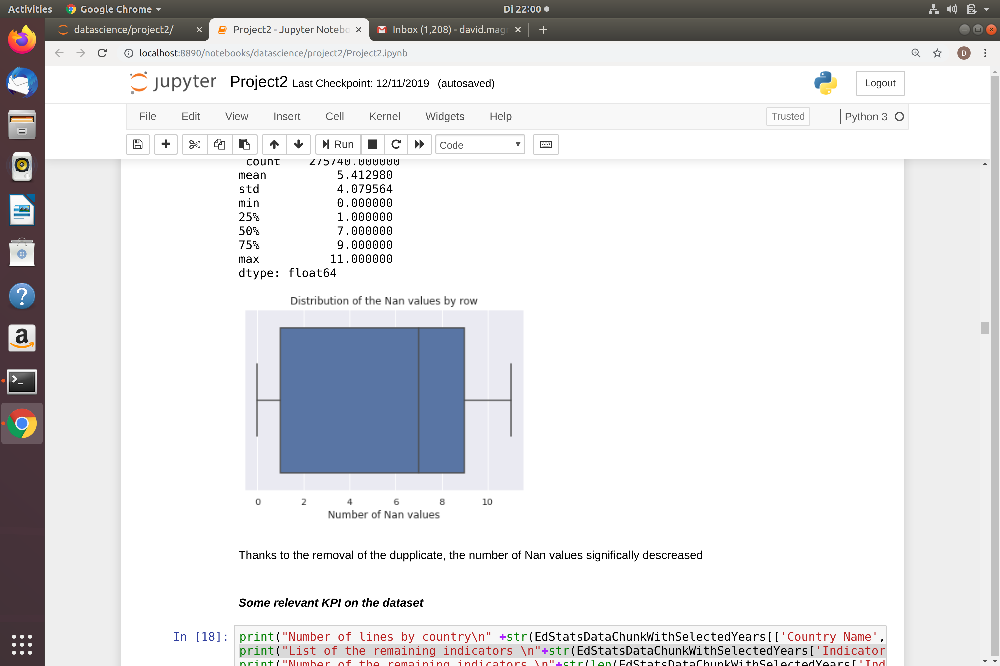 Activities Google Chrome Di 22:00
datascience/project2/ Project2 - Jupyter Notebo Inbox (1,208) - david.magr
localhost:8890/notebooks/datascience/project2/Project2.ipynb D
jupyter Project2 Last Checkpoint: 12/11/2019 (autosaved) Logout
File Edit View Insert Cell Kernel Widgets Help Trusted Python 3
Run Code
count 275740.000000
mean 5.412980
std 4.079564
min 0.000000
25% 1.000000
50% 7.000000
75% 9.000000
max 11.000000
dtype: float64
Distribution of the Nan values by row
0 2 4 6 8 10
Number of Nan values
Thanks to the removal of the dupplicate, the number of Nan values significally descreased
Some relevant KPI on the dataset
In [18]: print("Number of lines by country\n" +str(EdStatsDataChunkWithSelectedYears[['Country Name',
print("List of the remaining indicators \n"+str(EdStatsDataChunkWithSelectedYears['Indicator
print("Number of the remaining indicators \n"+str(len(EdStatsDataChunkWithSelectedYears['Ind